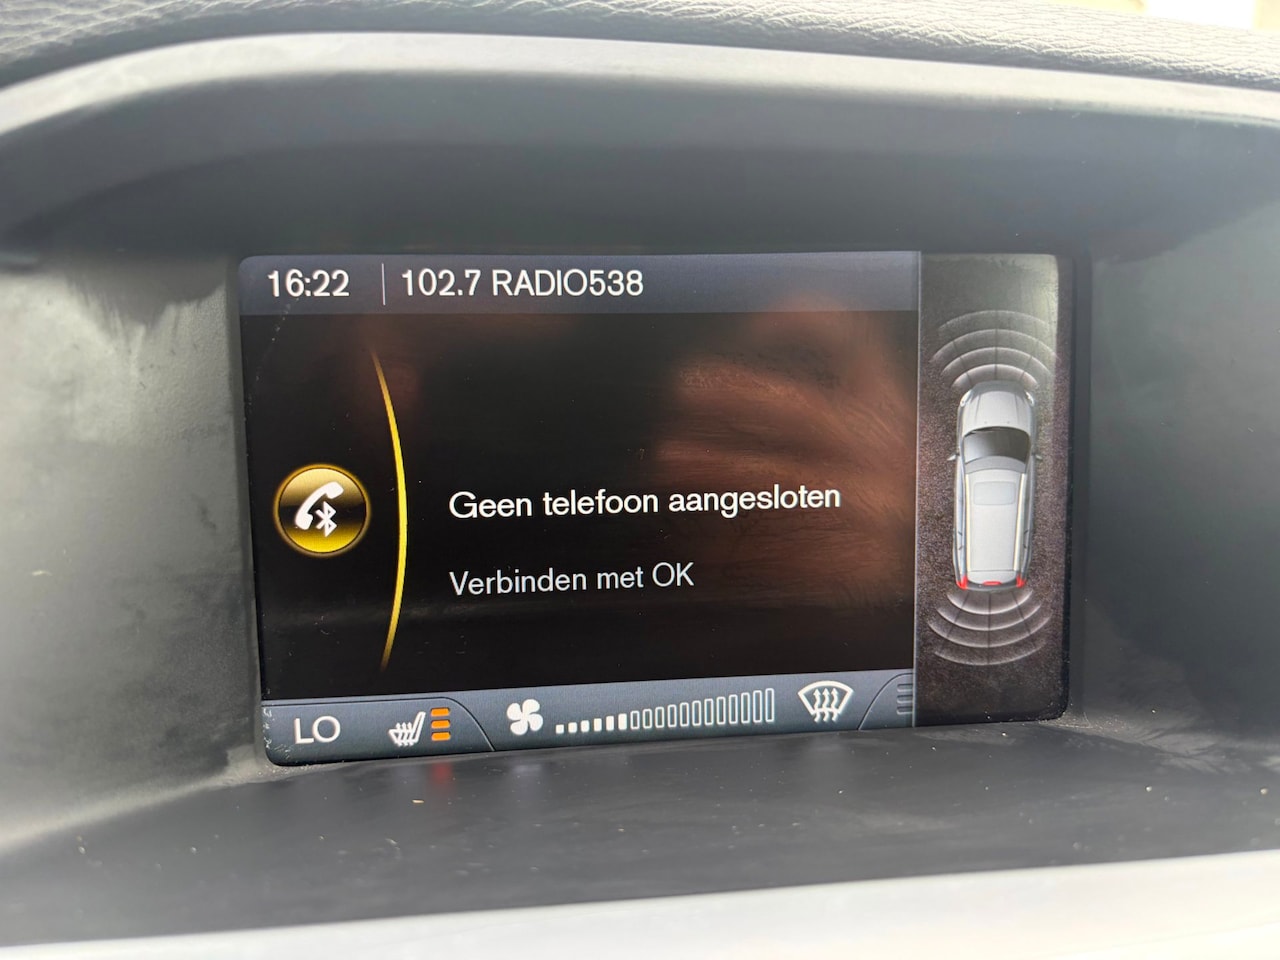 16:22 102.7 RADIO538
Geen telefoon aangesloten
Verbinden met OK
LO